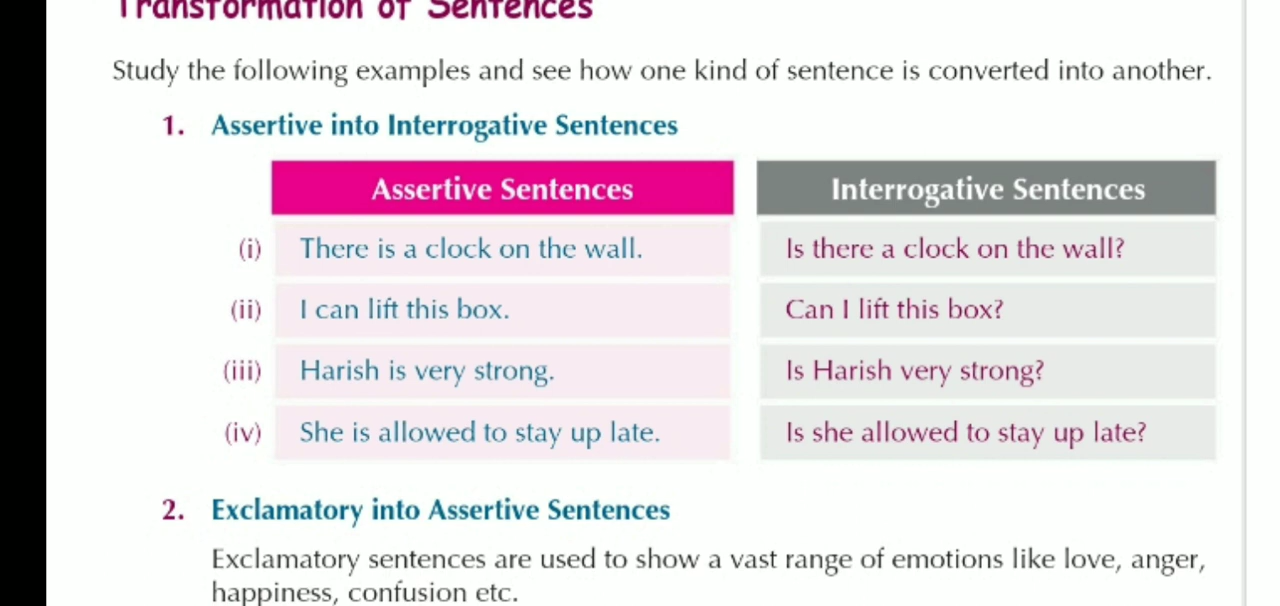 Transformation of Sentences
Study the following examples and see how one kind of sentence is converted into another.
1. Assertive into Interrogative Sentences
Assertive Sentences Interrogative Sentences
(i) There is a clock on the wall. Is there a clock on the wall?
(ii) I can lift this box. Can I lift this box?
(iii) Harish is very strong. Is Harish very strong?
(iv) She is allowed to stay up late. Is she allowed to stay up late?
2. Exclamatory into Assertive Sentences
Exclamatory sentences are used to show a vast range of emotions like love, anger,
happiness, confusion etc.